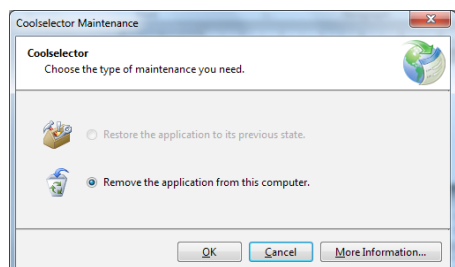 Coolselector Maintenance
Coolselector
Choose the type of maintenance you need.
Restore the application to its previous state.
Remove the application from this computer.
OK Cancel More Information...